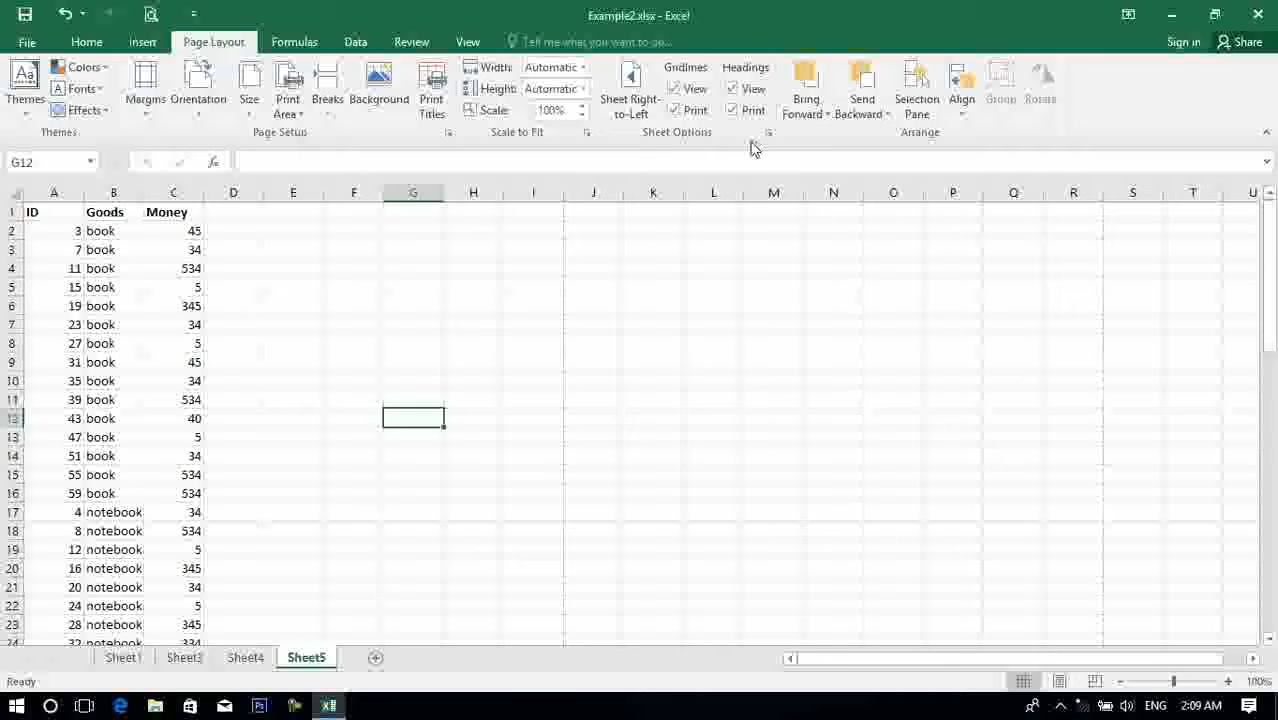 Example2.xlsx - Excel
File Home Insert Page Layout Formulas Data Review View Tell me what you want to do... Sign in Share
Colors Width: Automatic Gridlines Headings
Fonts Height: Automatic View View
Themes Effects Margins Orientation Size Print Area Breaks Background Print Titles Scale: 100% Sheet Right-to-Left Print Print Bring Forward Send Backward Selection Pane Align Group Rotate
Themes Page Setup Scale to Fit Sheet Options Arrange
G12 fx
A B C D E F G H I J K L M N O P Q R S T U
1 ID Goods Money
2 3 book 45
3 7 book 34
4 11 book 534
5 15 book 5
6 19 book 345
7 23 book 34
8 27 book 5
9 31 book 45
10 35 book 34
11 39 book 534
12 43 book 40
13 47 book 5
14 51 book 34
15 55 book 534
16 59 book 534
17 4 notebook 34
18 8 notebook 534
19 12 notebook 5
20 16 notebook 345
21 20 notebook 34
22 24 notebook 5
23 28 notebook 345
24 32 notebook 334
Sheet1 Sheet3 Sheet4 Sheet5
Ready 100%
ENG 2:09 AM